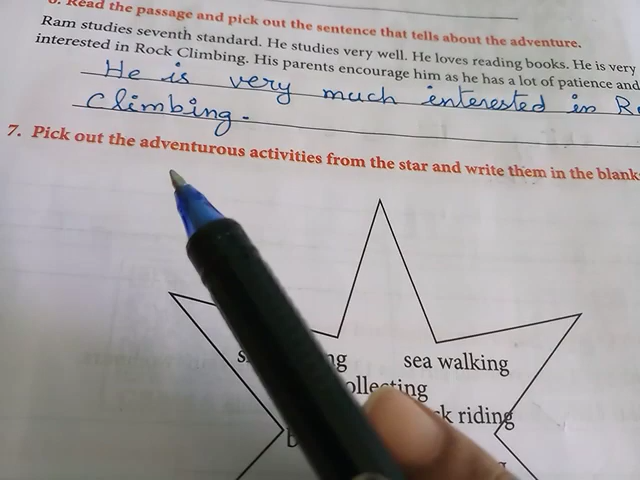 Read the passage and pick out the sentence that tells about the adventure.
Ram studies seventh standard. He studies very well. He loves reading books. He is very
interested in Rock Climbing. His parents encourage him as he has a lot of patience and
He is very much interested in
Climbing.
7. Pick out the adventurous activities from the star and write them in the blank
sea walking
riding